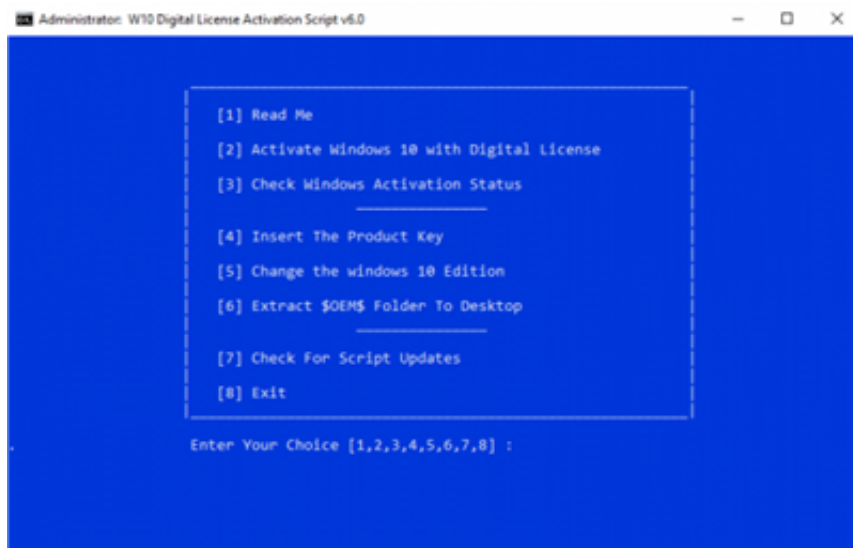 Administrator: W10 Digital License Activation Script v6.0
[1] Read Me
[2] Activate Windows 10 with Digital License
[3] Check Windows Activation Status
[4] Insert The Product Key
[5] Change the windows 10 Edition
[6] Extract $OEM$ Folder To Desktop
[7] Check For Script Updates
[8] Exit
Enter Your Choice [1,2,3,4,5,6,7,8] :